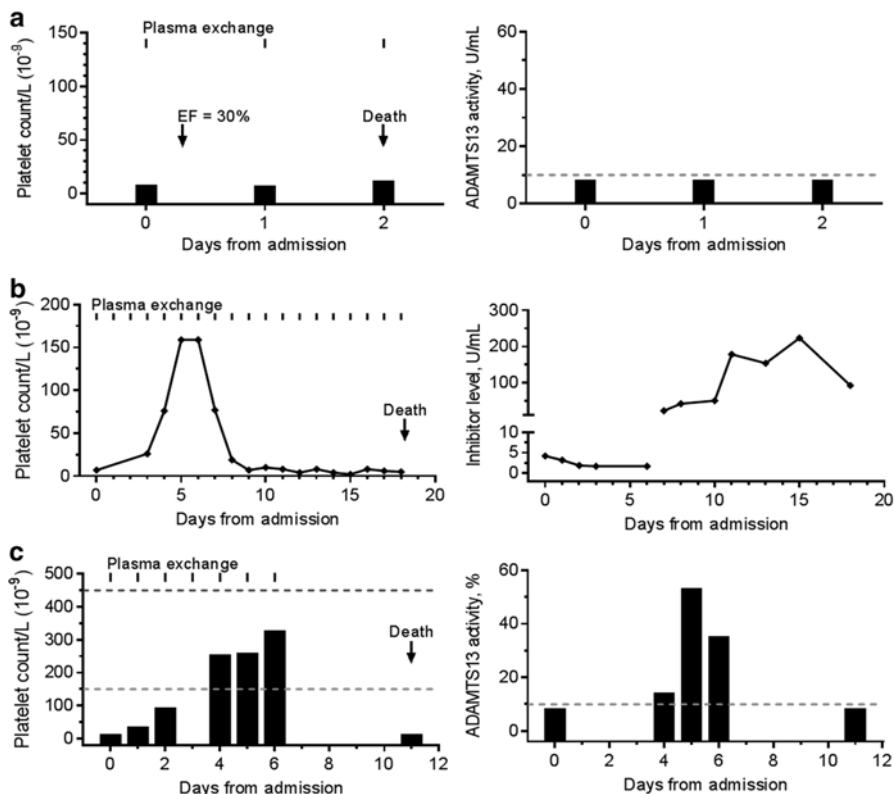 a
Plasma exchange
Platelet count/L (10⁻⁹)
150
100
50
0
EF = 30%
Death
0 1 2
Days from admission
ADAMTS13 activity, U/mL
60
40
20
0
0 1 2
Days from admission
b
Plasma exchange
Platelet count/L (10⁻⁹)
200
150
100
50
0
Death
0 5 10 15 20
Days from admission
Inhibitor level, U/mL
300
200
100
5
0
0 5 10 15 20
Days from admission
c
Plasma exchange
Platelet count/L (10⁻⁹)
500
400
300
200
100
0
Death
0 2 4 6 8 10 12
Days from admission
ADAMTS13 activity, %
60
40
20
0
0 2 4 6 8 10 12
Days from admission